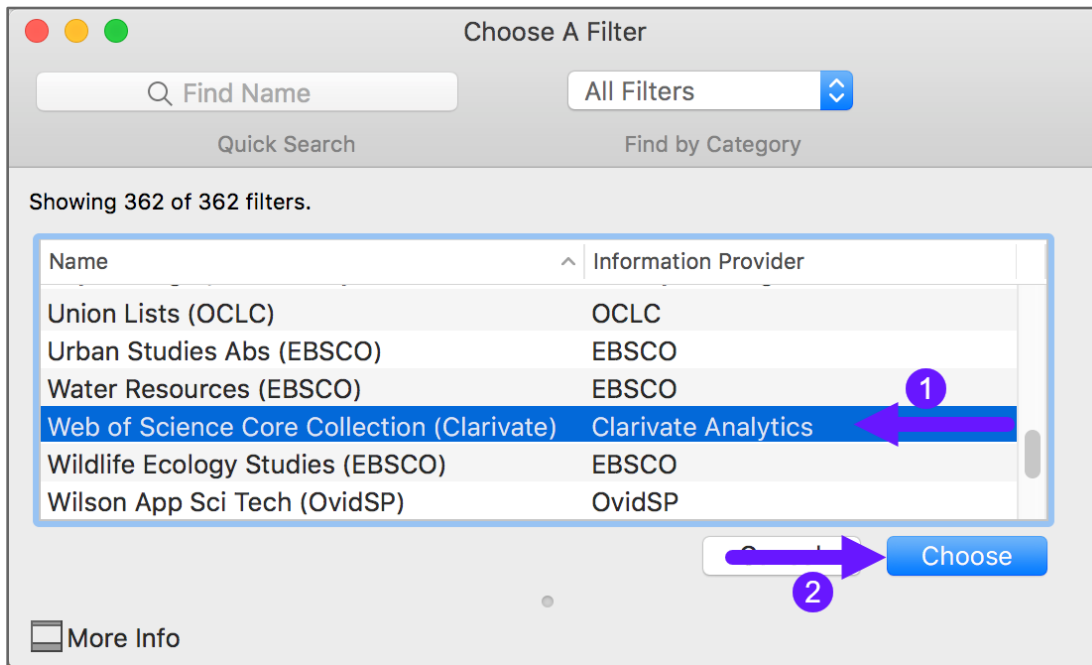 Choose A Filter
Find Name
All Filters
Quick Search
Find by Category
Showing 362 of 362 filters.
Name Information Provider
Union Lists (OCLC) OCLC
Urban Studies Abs (EBSCO) EBSCO
Water Resources (EBSCO) EBSCO
1
Web of Science Core Collection (Clarivate) Clarivate Analytics
Wildlife Ecology Studies (EBSCO) EBSCO
Wilson App Sci Tech (OvidSP) OvidSP
Choose
2
More Info